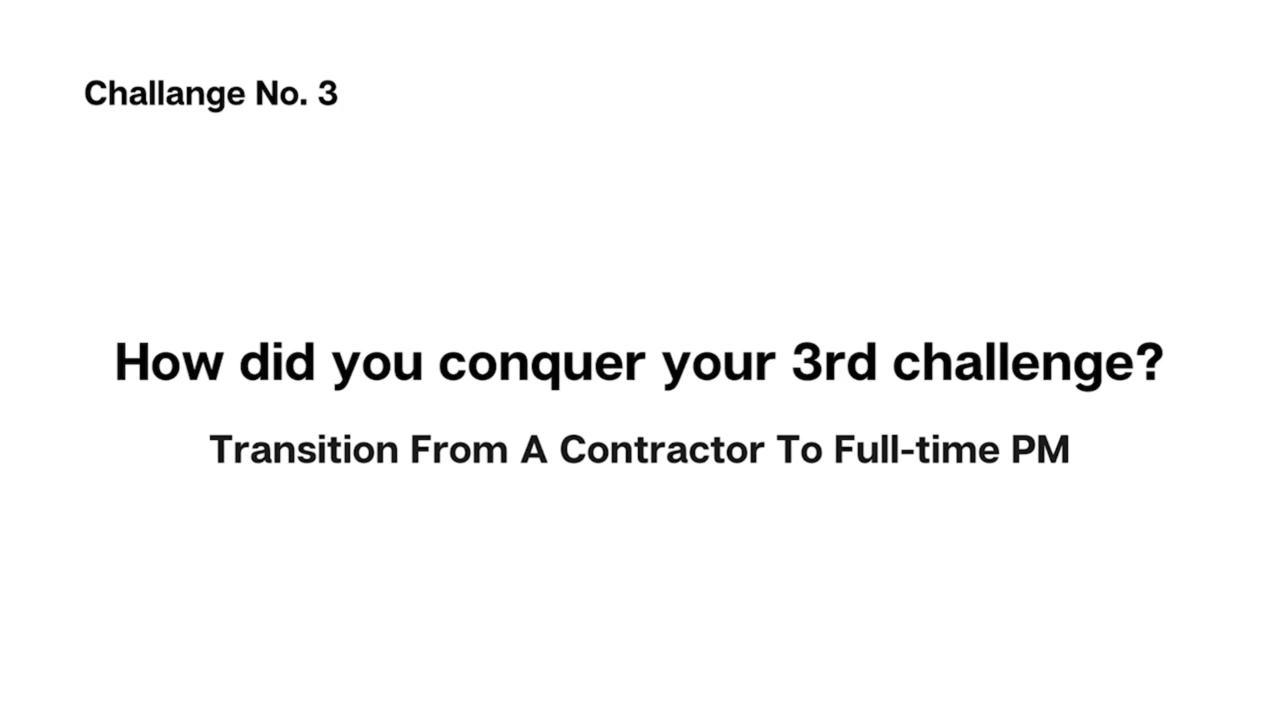 Challange No. 3
How did you conquer your 3rd challenge?
Transition From A Contractor To Full-time PM